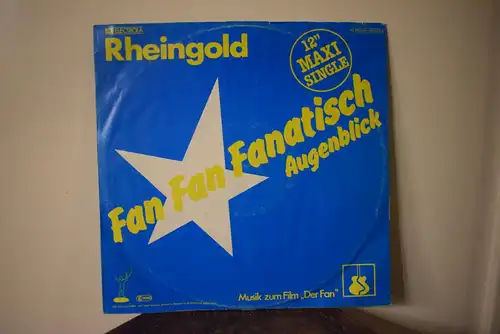 ELECTROLA
Rheingold
12"
MAXI
SINGLE
Fan Fan Fanatisch
Augenblick
Musik zum Film „Der Fan"